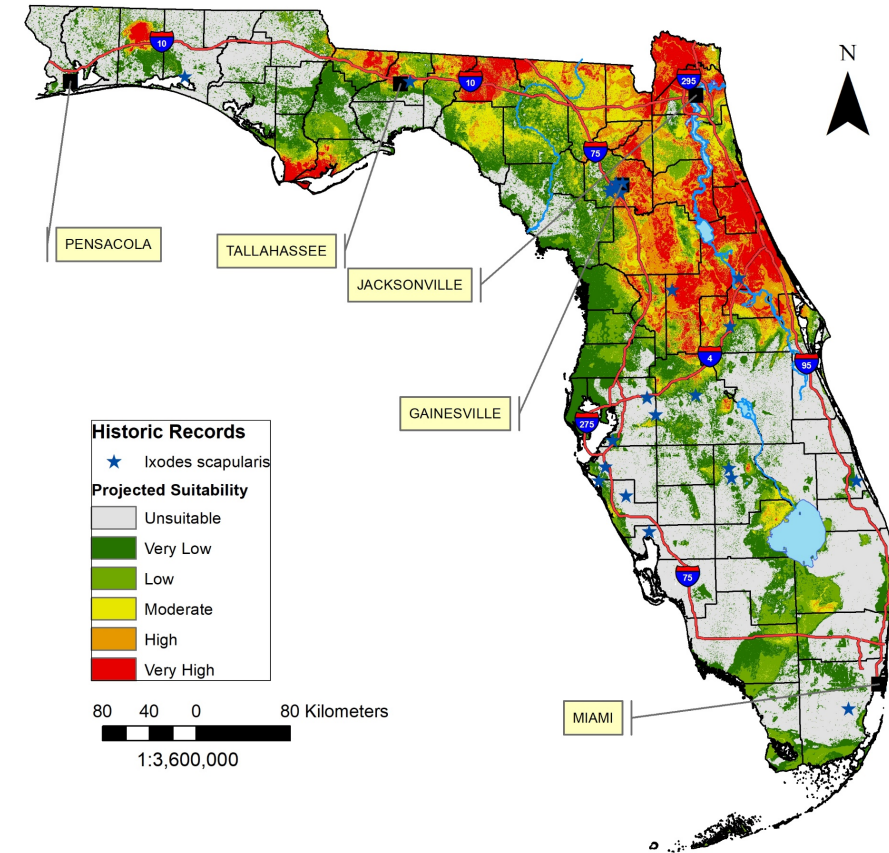 N
10
10
295
75
PENSACOLA
TALLAHASSEE
JACKSONVILLE
4
95
GAINESVILLE
275
Historic Records
Ixodes scapularis
Projected Suitability
Unsuitable
Very Low
Low
Moderate
High
Very High
75
80 40 0 80 Kilometers
1:3,600,000
MIAMI